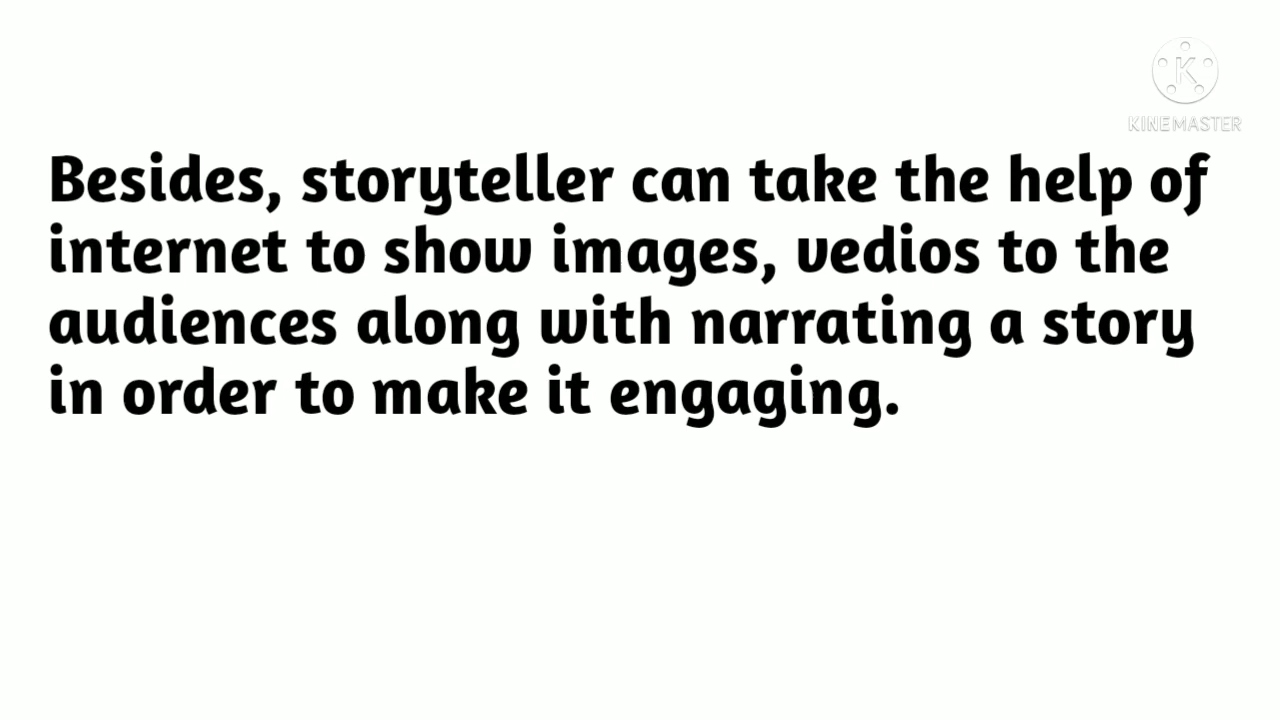 KINEMASTER
Besides, storyteller can take the help of
internet to show images, vedios to the
audiences along with narrating a story
in order to make it engaging.